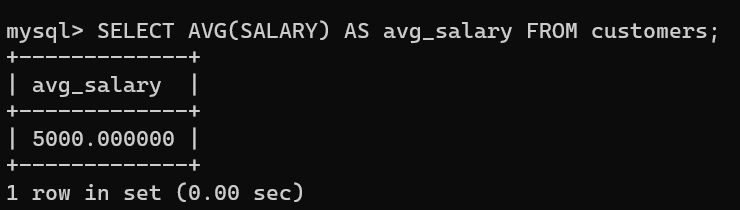 mysql> SELECT AVG(SALARY) AS avg_salary FROM customers;
+-------------+
| avg_salary  |
+-------------+
| 5000.000000 |
+-------------+
1 row in set (0.00 sec)